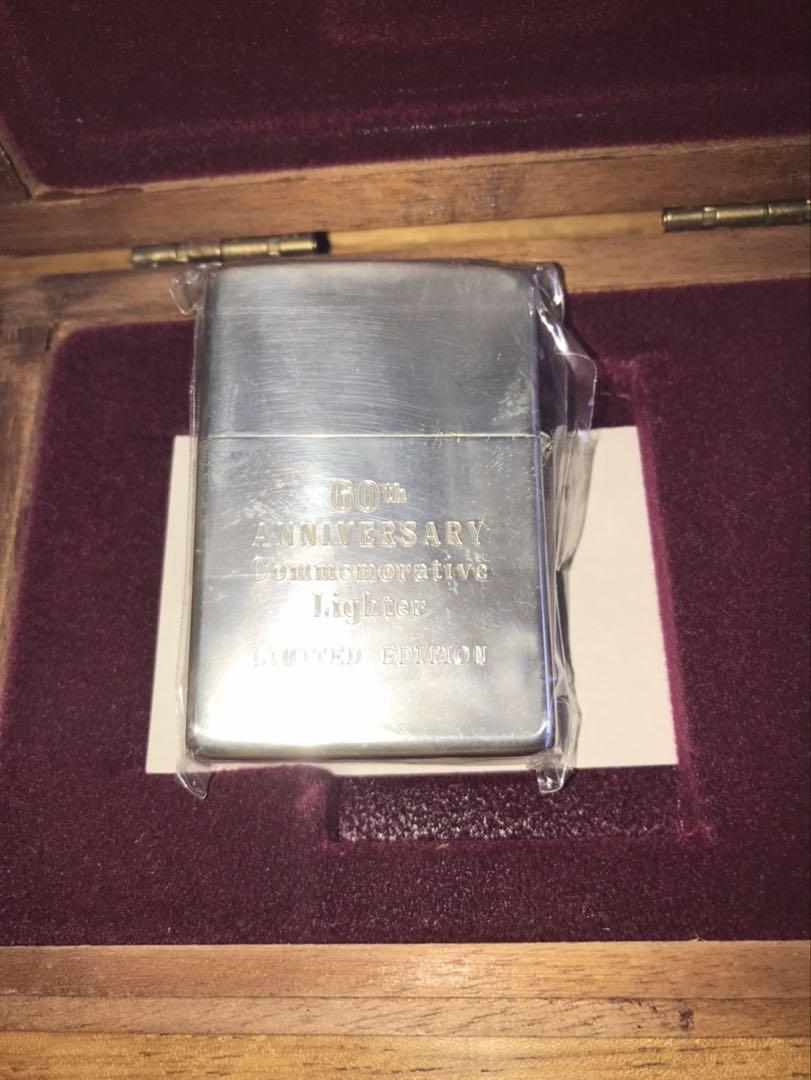 60th
ANNIVERSARY
Commemorative
Lighter
LIMITED EDITION